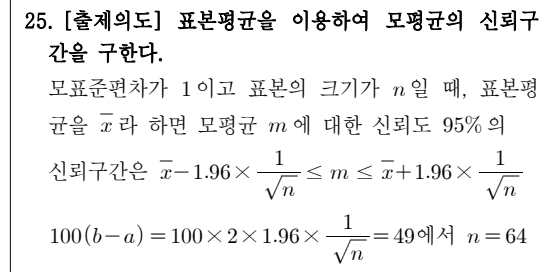 25. [출제의도] 표본평균을 이용하여 모평균의 신뢰구
간을 구한다.
모표준편차가 1이고 표본의 크기가 n일 때, 표본평
균을 x̄라 하면 모평균 m에 대한 신뢰도 95%의
신뢰구간은 x̄−1.96×1/√n ≤ m ≤ x̄+1.96×1/√n
100(b−a)=100×2×1.96×1/√n=49에서 n=64